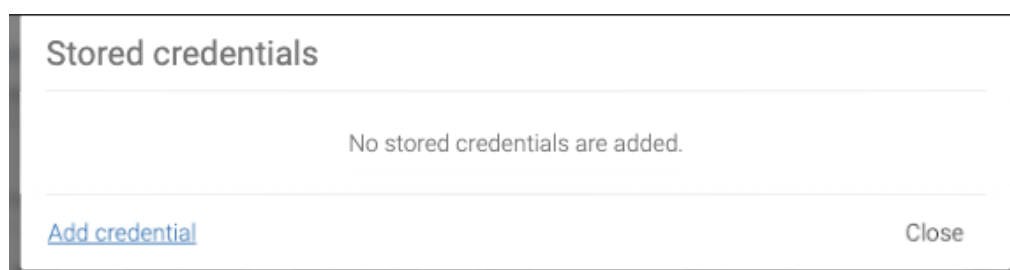 Stored credentials
No stored credentials are added.
Add credential
Close